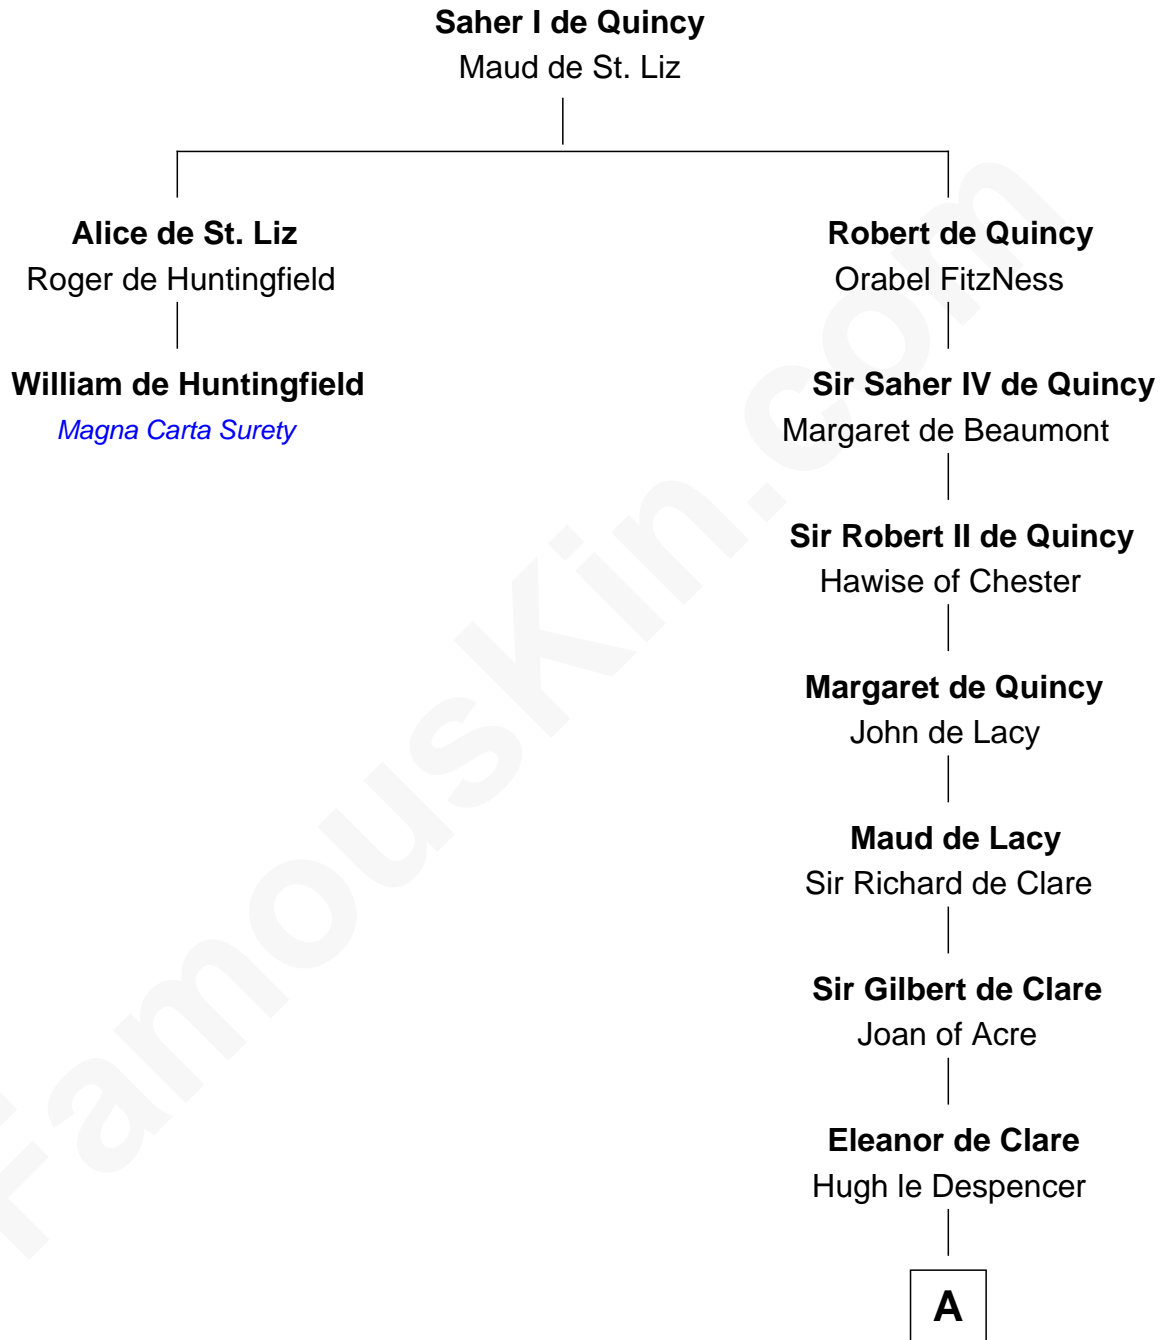 Saher I de Quincy
Maud de St. Liz
Alice de St. Liz
Roger de Huntingfield
William de Huntingfield
Magna Carta Surety
Robert de Quincy
Orabel FitzNess
Sir Saher IV de Quincy
Margaret de Beaumont
Sir Robert II de Quincy
Hawise of Chester
Margaret de Quincy
John de Lacy
Maud de Lacy
Sir Richard de Clare
Sir Gilbert de Clare
Joan of Acre
Eleanor de Clare
Hugh le Despencer
A
FamousKin.com